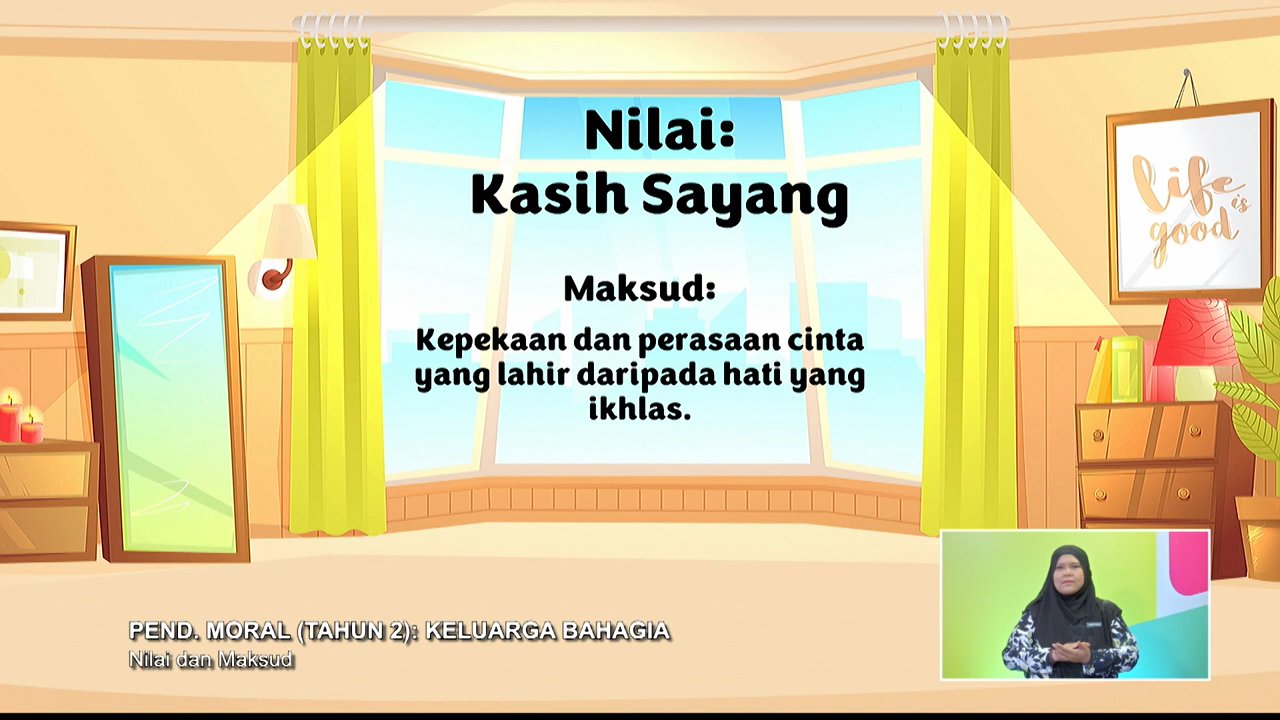 Nilai:
Kasih Sayang
Maksud:
Kepekaan dan perasaan cinta
yang lahir daripada hati yang
ikhlas.
life
is
good
PEND. MORAL (TAHUN 2): KELUARGA BAHAGIA
Nilai dan Maksud